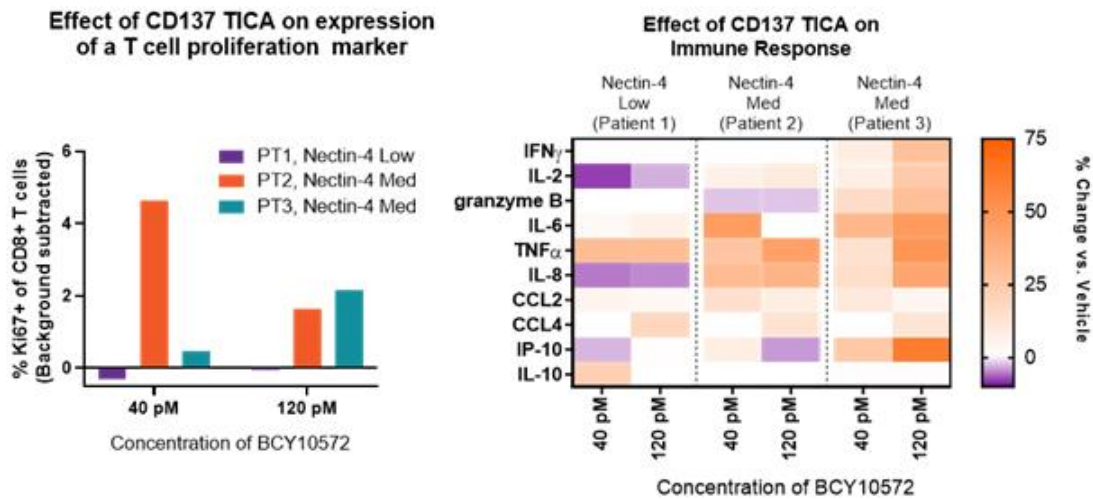 Effect of CD137 TICA on expression
of a T cell proliferation marker
% Ki67+ of CD8+ T cells
(Background subtracted)
6
4
2
0
PT1, Nectin-4 Low
PT2, Nectin-4 Med
PT3, Nectin-4 Med
40 pM
120 pM
Concentration of BCY10572
Effect of CD137 TICA on
Immune Response
Nectin-4
Low
(Patient 1)
Nectin-4
Med
(Patient 2)
Nectin-4
Med
(Patient 3)
IFNγ
IL-2
granzyme B
IL-6
TNFα
IL-8
CCL2
CCL4
IP-10
IL-10
40 pM
120 pM
40 pM
120 pM
40 pM
120 pM
Concentration of BCY10572
75
50
25
0
% Change vs. Vehicle